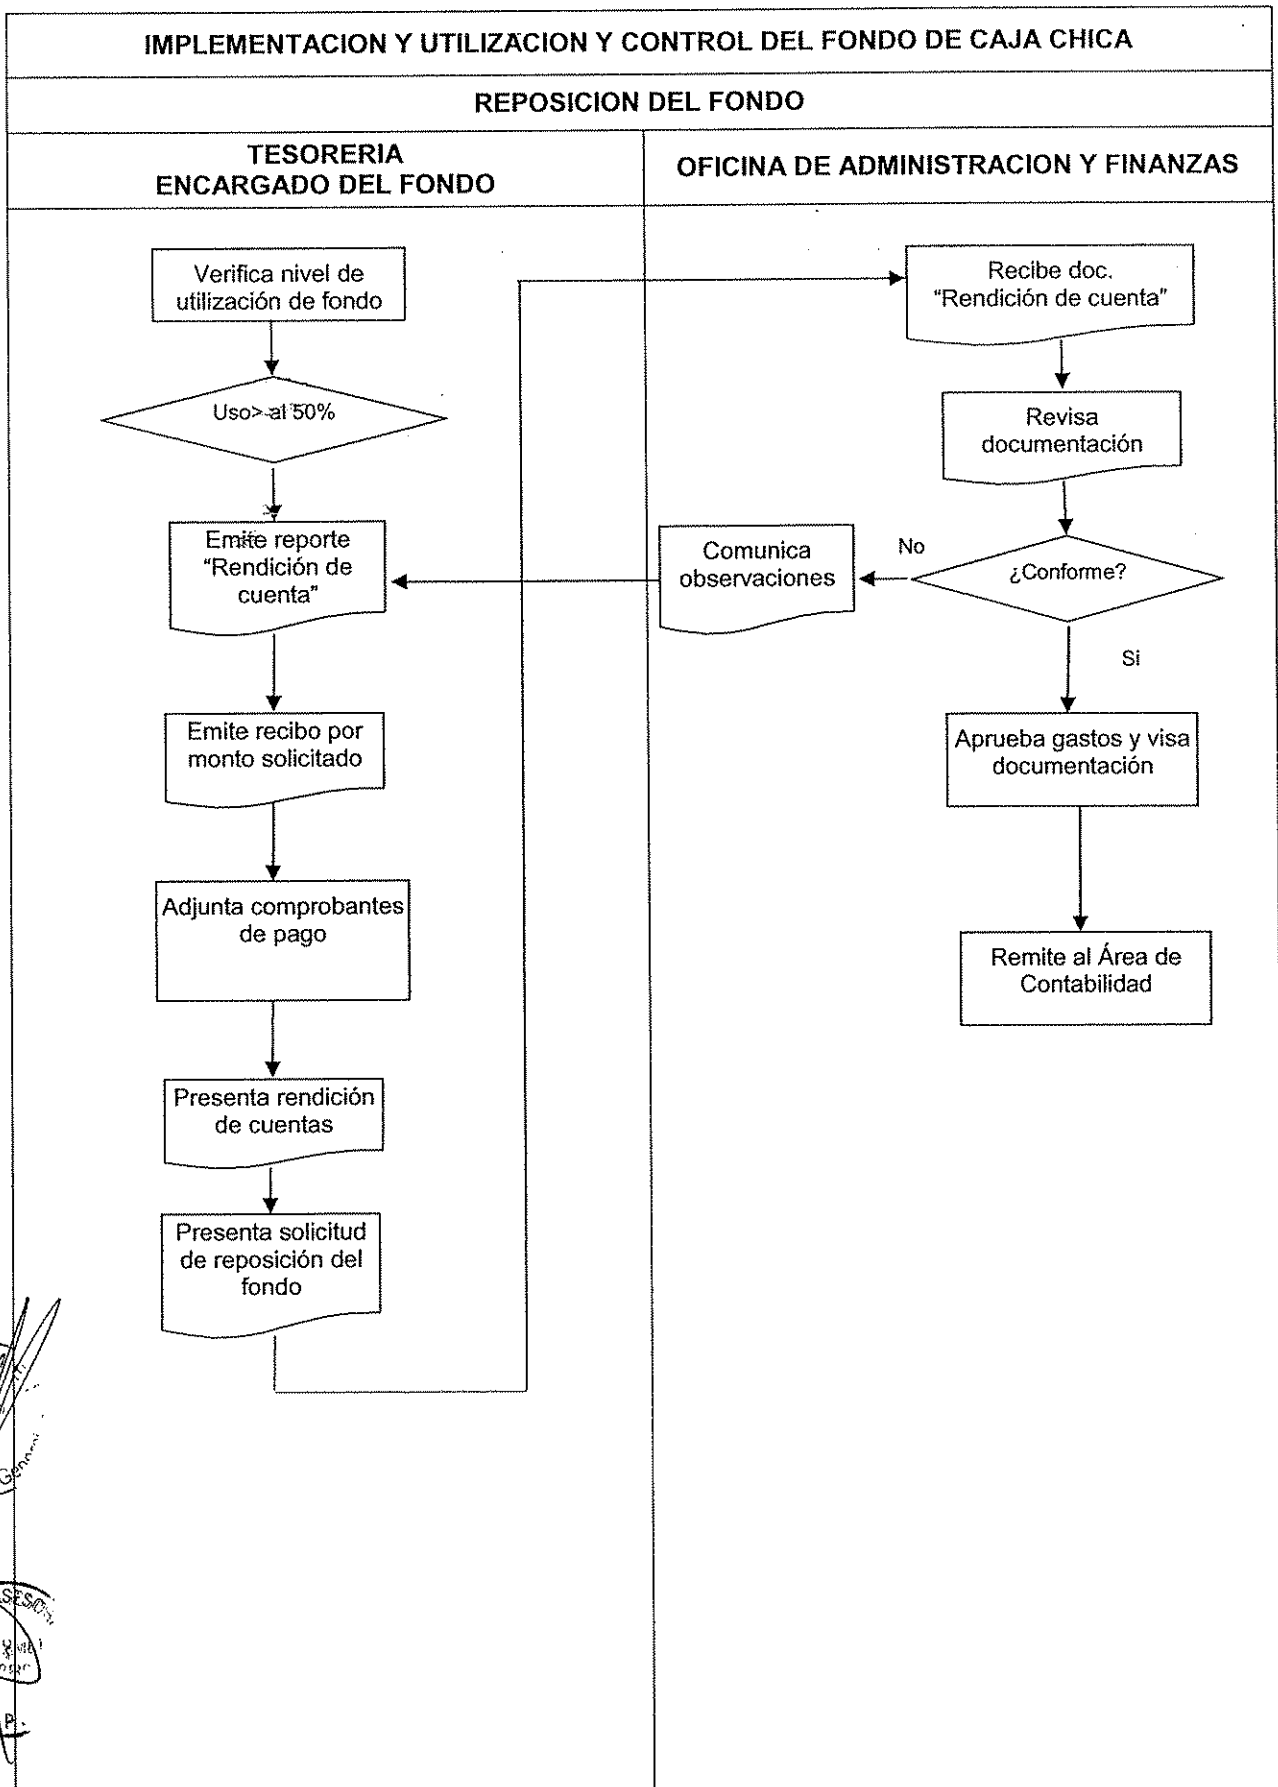 IMPLEMENTACION Y UTILIZACION Y CONTROL DEL FONDO DE CAJA CHICA
REPOSICION DEL FONDO
TESORERIA
ENCARGADO DEL FONDO
OFICINA DE ADMINISTRACION Y FINANZAS
Verifica nivel de
utilización de fondo
Uso> al 50%
Emite reporte
“Rendición de
cuenta”
Emite recibo por
monto solicitado
Adjunta comprobantes
de pago
Presenta rendición
de cuentas
Presenta solicitud
de reposición del
fondo
Recibe doc.
“Rendición de cuenta”
Revisa
documentación
¿Conforme?
No
Comunica
observaciones
Si
Aprueba gastos y visa
documentación
Remite al Área de
Contabilidad